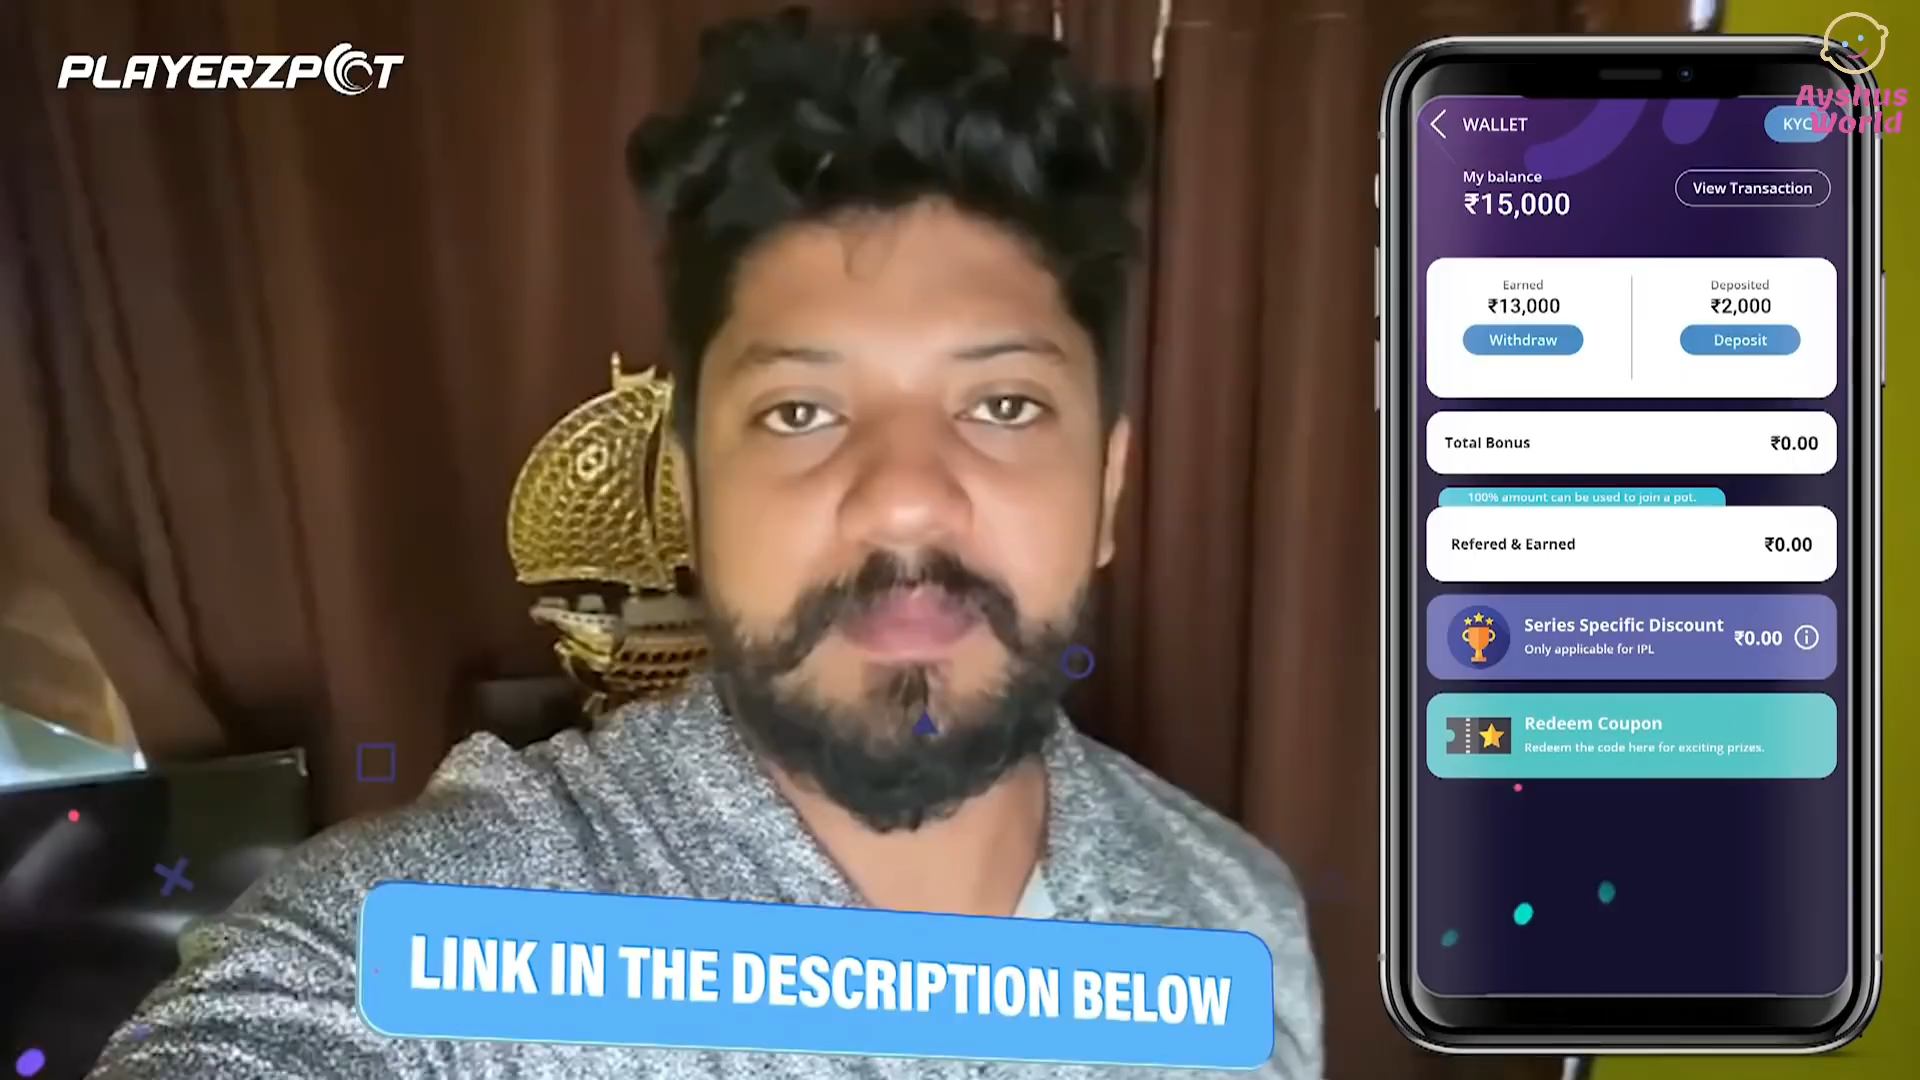 PLAYERZPOT
Ayshus
World
WALLET
KYC
My balance
₹15,000
View Transaction
Earned
₹13,000
Withdraw
Deposited
₹2,000
Deposit
Total Bonus
₹0.00
100% amount can be used to join a pot.
Refered & Earned
₹0.00
Series Specific Discount
Only applicable for IPL
₹0.00
Redeem Coupon
Redeem the code here for exciting prizes.
LINK IN THE DESCRIPTION BELOW